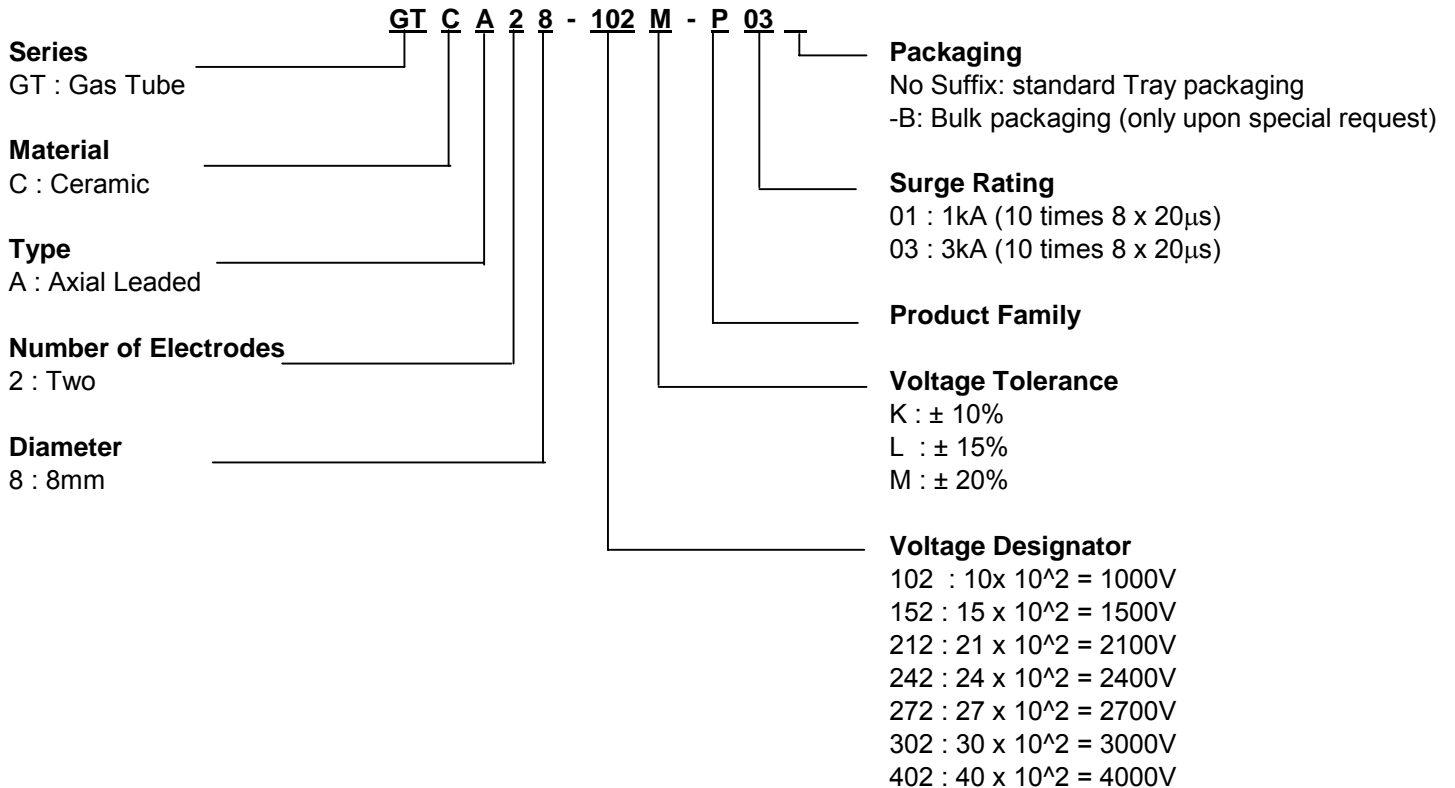 GT C A 2 8 - 102 M - P 03 _
Series
GT : Gas Tube
Material
C : Ceramic
Type
A : Axial Leaded
Number of Electrodes
2 : Two
Diameter
8 : 8mm
Packaging
No Suffix: standard Tray packaging
-B: Bulk packaging (only upon special request)
Surge Rating
01 : 1kA (10 times 8 x 20μs)
03 : 3kA (10 times 8 x 20μs)
Product Family
Voltage Tolerance
K : ± 10%
L : ± 15%
M : ± 20%
Voltage Designator
102 : 10x 10^2 = 1000V
152 : 15 x 10^2 = 1500V
212 : 21 x 10^2 = 2100V
242 : 24 x 10^2 = 2400V
272 : 27 x 10^2 = 2700V
302 : 30 x 10^2 = 3000V
402 : 40 x 10^2 = 4000V